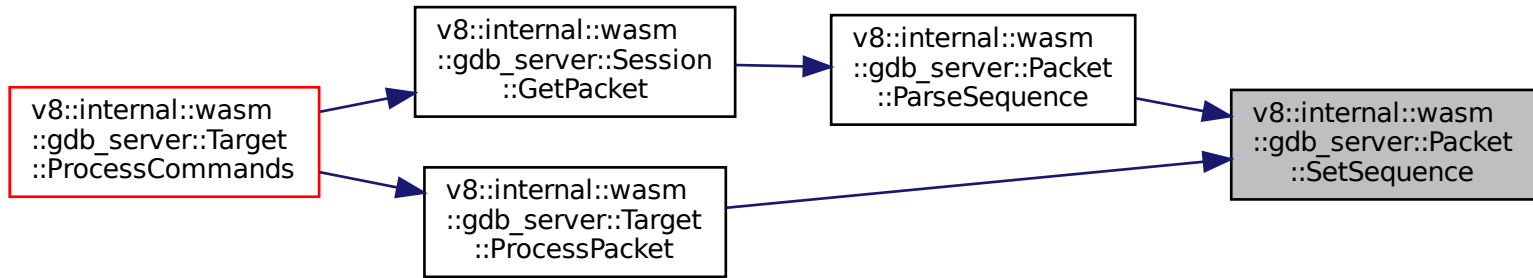 v8::internal::wasm
::gdb_server::Target
::ProcessCommands
v8::internal::wasm
::gdb_server::Session
::GetPacket
v8::internal::wasm
::gdb_server::Packet
::ParseSequence
v8::internal::wasm
::gdb_server::Packet
::SetSequence
v8::internal::wasm
::gdb_server::Target
::ProcessPacket